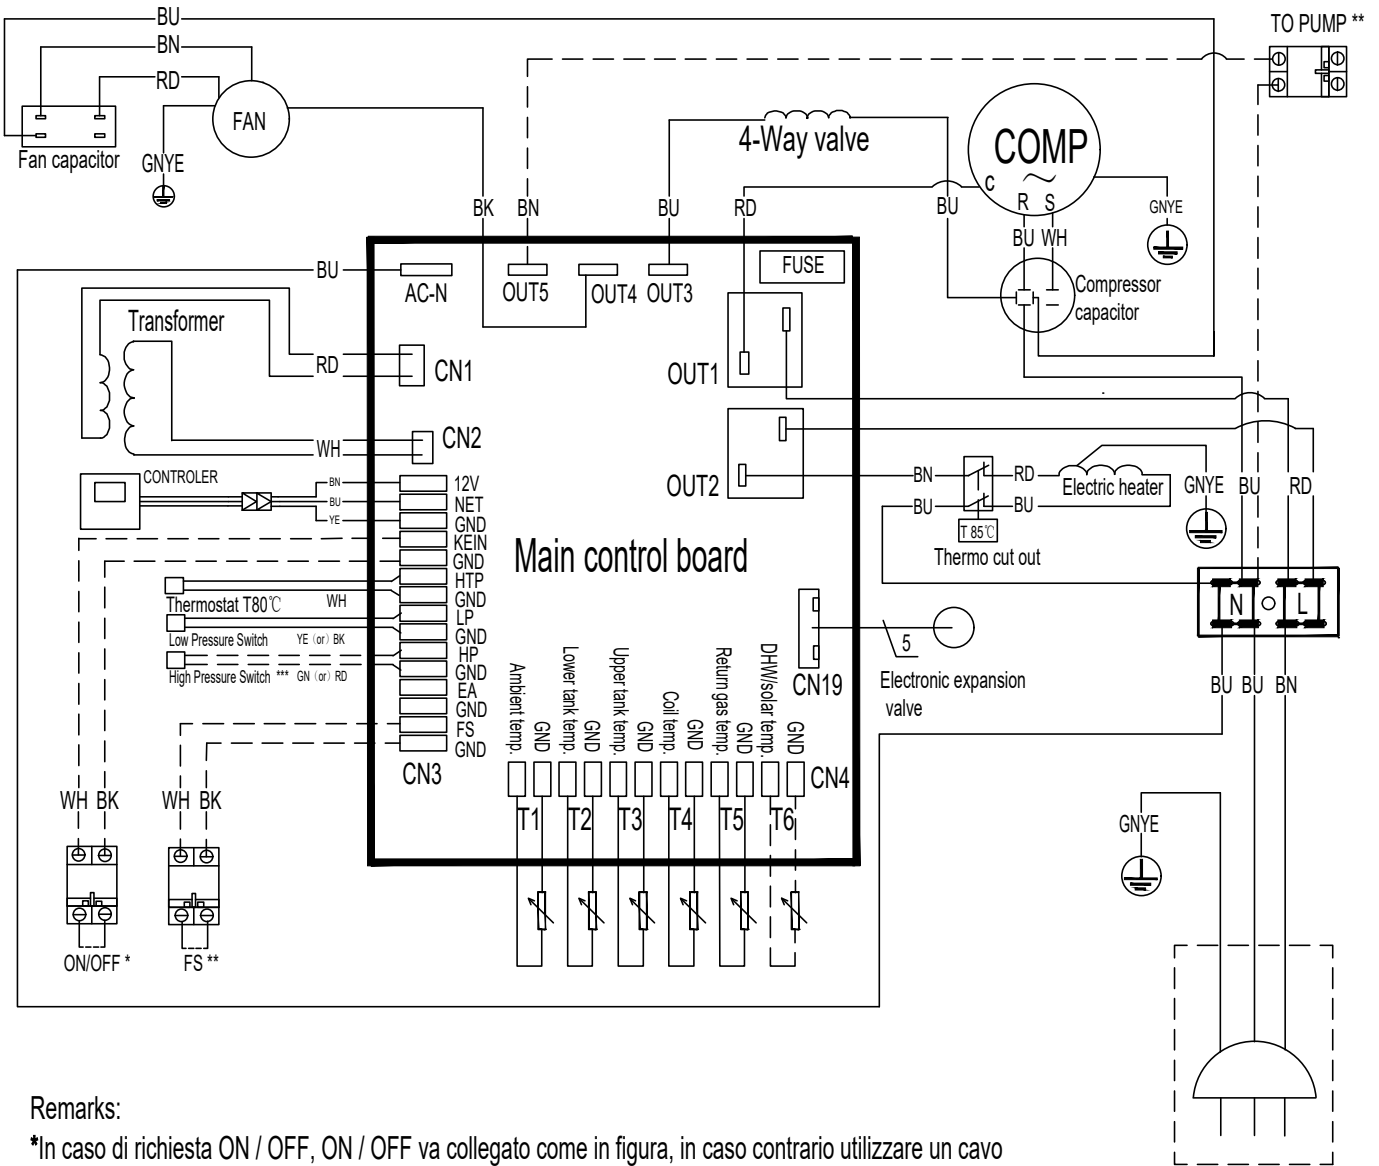 BU
BN
RD
TO PUMP **
FAN
Fan capacitor
GNYE
4-Way valve
COMP
~
C
R S
BK
BN
BU
RD
BU
BU WH
GNYE
BU
AC-N
OUT5
OUT4
OUT3
FUSE
Compressor
capacitor
Transformer
RD
CN1
OUT1
WH
CN2
CONTROLER
BN
BU
YE
12V
NET
GND
KEIN
GND
HTP
GND
LP
GND
HP
GND
EA
GND
FS
GND
CN3
OUT2
BN
RD
BU
BU
Electric heater
GNYE
BU
RD
T 85℃
Thermo cut out
Main control board
Thermostat T80℃
WH
Low Pressure Switch
YE (or) BK
High Pressure Switch ***
GN (or) RD
N
L
5
CN19
Electronic expansion
valve
BU BU BN
Ambient temp.
GND
Lower tank temp.
GND
Upper tank temp.
GND
Coil temp.
GND
Return gas temp.
GND
DHW/solar temp.
GND
CN4
T1
T2
T3
T4
T5
T6
WH BK
WH BK
GNYE
ON/OFF *
FS **
Remarks:
*In caso di richiesta ON / OFF, ON / OFF va collegato come in figura, in caso contrario utilizzare un cavo